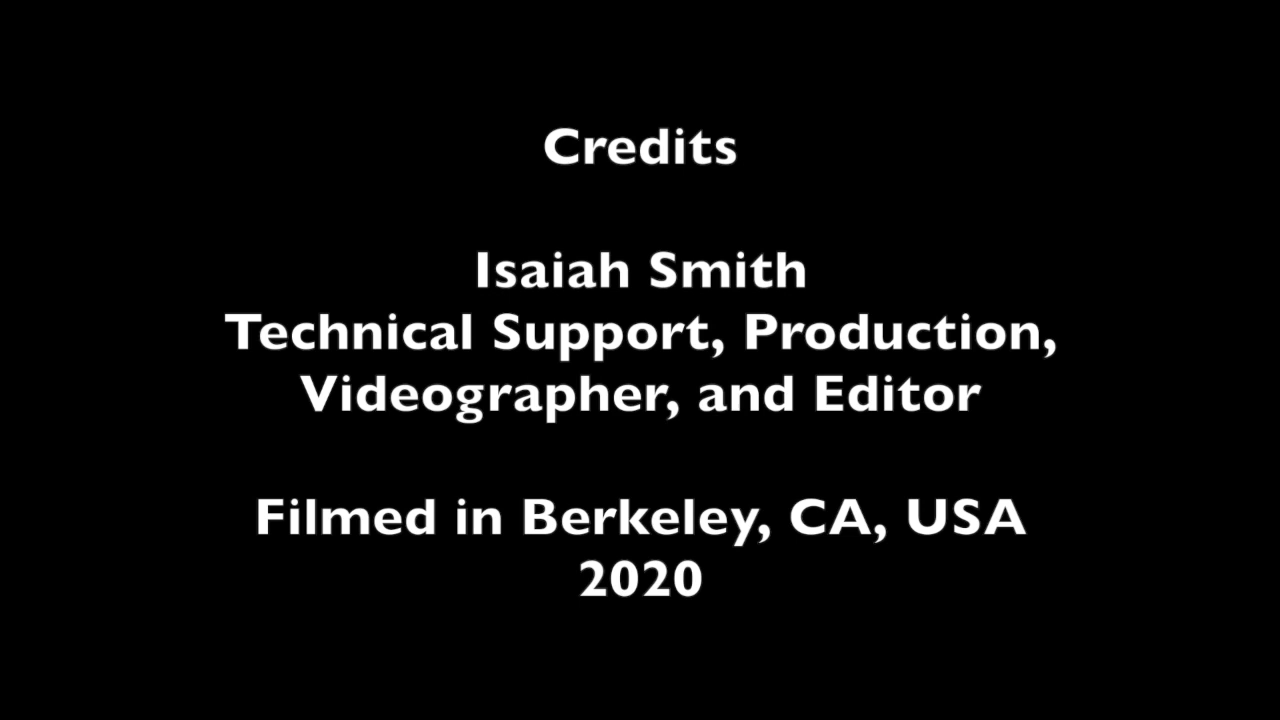 Credits
Isaiah Smith
Technical Support, Production,
Videographer, and Editor
Filmed in Berkeley, CA, USA
2020